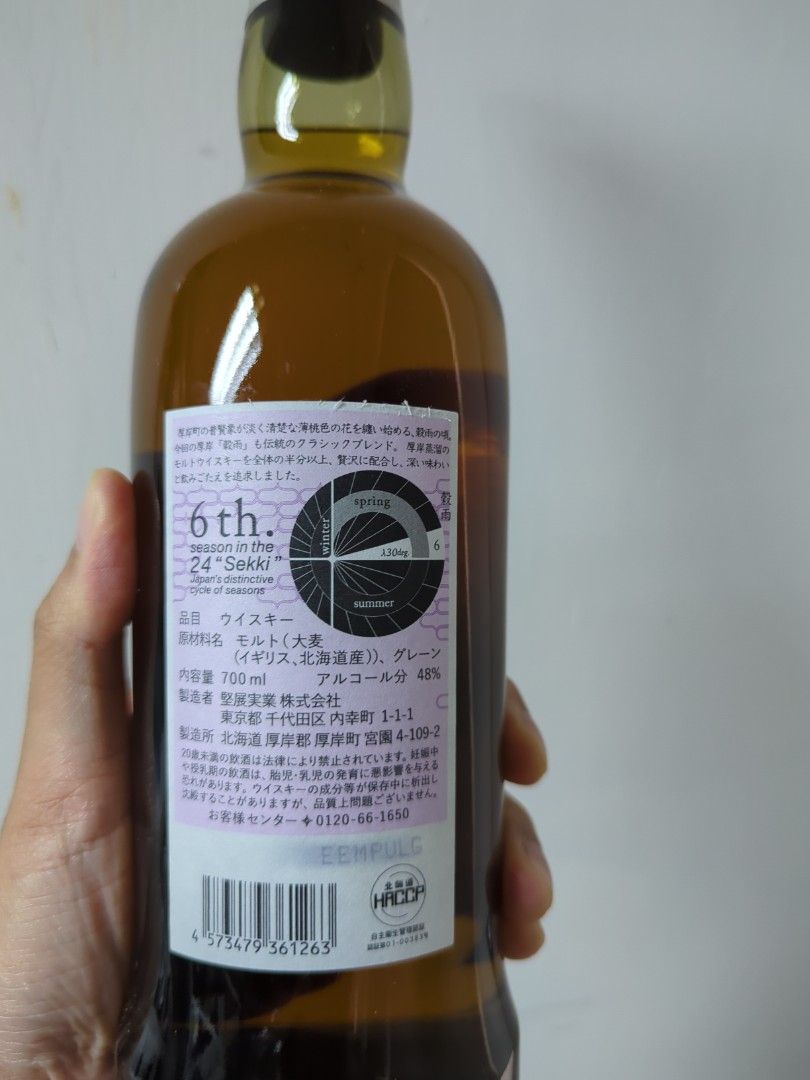 厚岸町の普賢象が淡く清楚な薄桃色の花を纏い始める、穀雨の頃。
今回の厚岸「穀雨」も伝統のクラシックブレンド。厚岸蒸溜の
モルトウイスキーを全体の半分以上、贅沢に配合し、深い味わい
と飲みごたえを追求しました。
6th.
season in the
24 “Sekki”
Japan's distinctive
cycle of seasons
spring
winter
summer
λ30deg.
6
穀雨
品目 ウイスキー
原材料名 モルト(大麦
(イギリス、北海道産))、グレーン
内容量 700ml アルコール分 48%
製造者 堅展実業 株式会社
東京都 千代田区 内幸町 1-1-1
製造所 北海道 厚岸郡 厚岸町 宮園 4-109-2
20歳未満の飲酒は法律により禁止されています。妊娠中
や授乳期の飲酒は、胎児・乳児の発育に悪影響を与える
恐れがあります。ウイスキーの成分等が保存中に析出し
沈殿することがありますが、品質上問題ございません。
お客様センター✦0120-66-1650
EEMPULG
HACCP
4 573479 361263